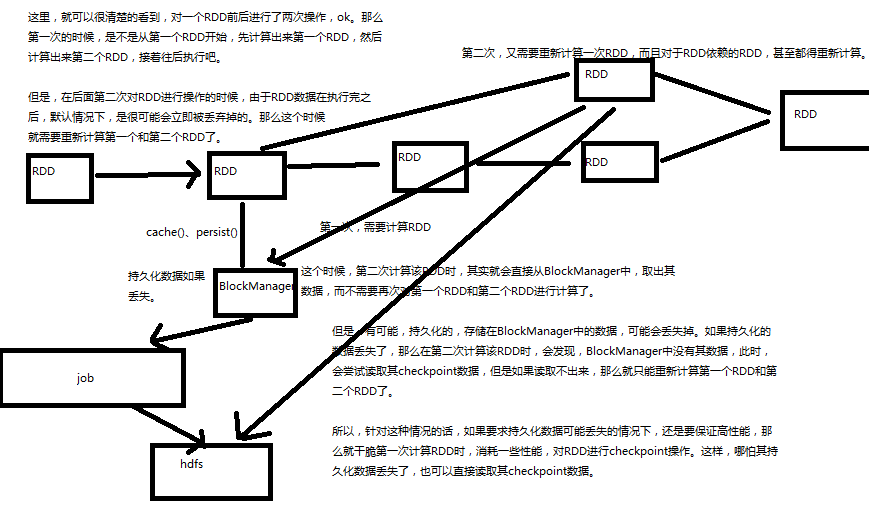 这里，就可以很清楚的看到，对一个RDD前后进行了两次操作，ok。那么
第一次的时候，是不是从第一个RDD开始，先计算出来第一个RDD，然后
计算出来第二个RDD，接着往后执行吧。
第二次，又需要重新计算一次RDD，而且对于RDD依赖的RDD，甚至都得重新计算。
但是，在后面第二次对RDD进行操作的时候，由于RDD数据在执行完之
后，默认情况下，是很可能会立即被丢弃掉的。那么这个时候
就需要重新计算第一个和第二个RDD了。
RDD
RDD
RDD
RDD
RDD
RDD
cache()、persist()
第一次，需要计算RDD
持久化数据如果
丢失。
BlockManager
这个时候，第二次计算该RDD时，其实就会直接从BlockManager中，取出其
数据，而不需要再次对第一个RDD和第二个RDD进行计算了。
但是，有可能，持久化的，存储在BlockManager中的数据，可能会丢失掉。如果持久化的
数据丢失了，那么在第二次计算该RDD时，会发现，BlockManager中没有其数据，此时，
会尝试读取其checkpoint数据，但是如果读取不出来，那么就只能重新计算第一个RDD和第
二个RDD了。
job
所以，针对这种情况的话，如果要求持久化数据可能丢失的情况下，还是要保证高性能，那
么就干脆第一次计算RDD时，消耗一些性能，对RDD进行checkpoint操作。这样，哪怕其持
久化数据丢失了，也可以直接读取其checkpoint数据。
hdfs